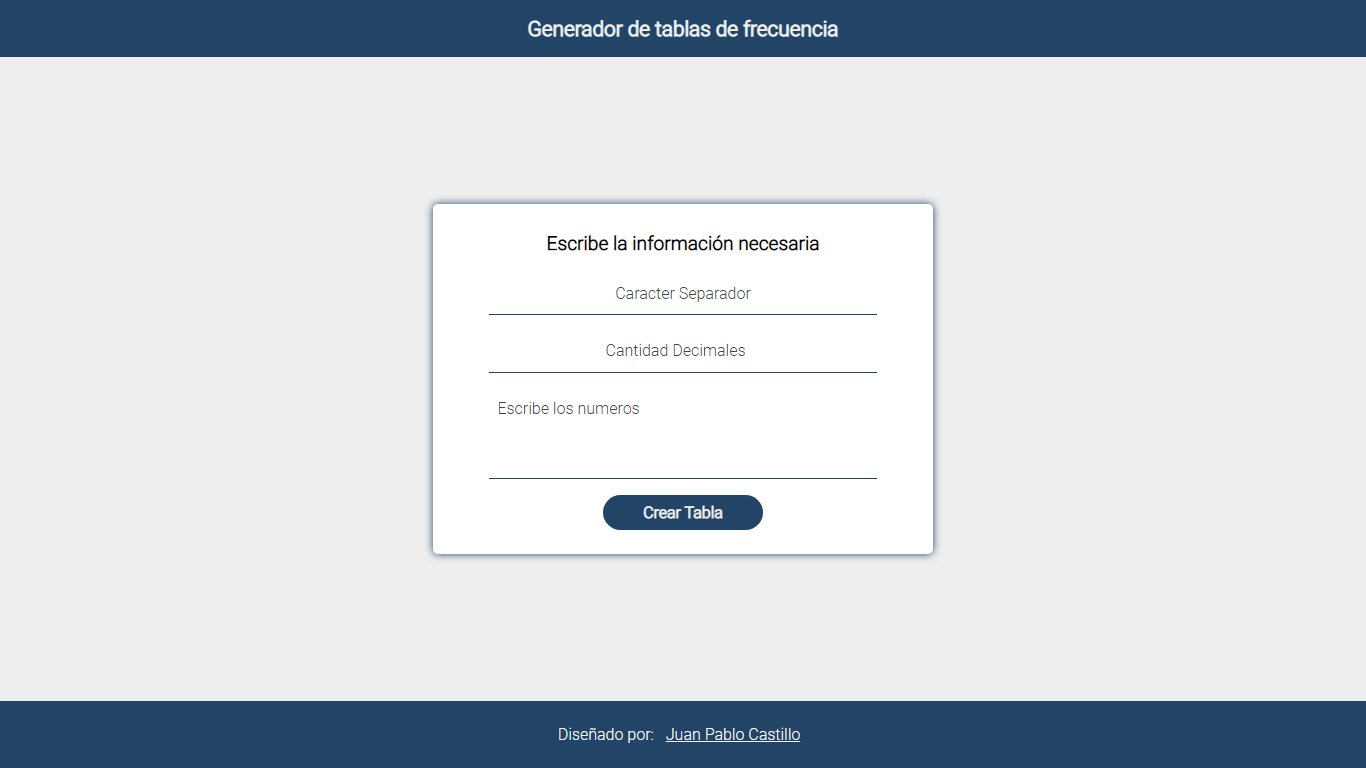 Generador de tablas de frecuencia
Escribe la información necesaria
Caracter Separador
Cantidad Decimales
Escribe los numeros
Crear Tabla
Diseñado por: Juan Pablo Castillo